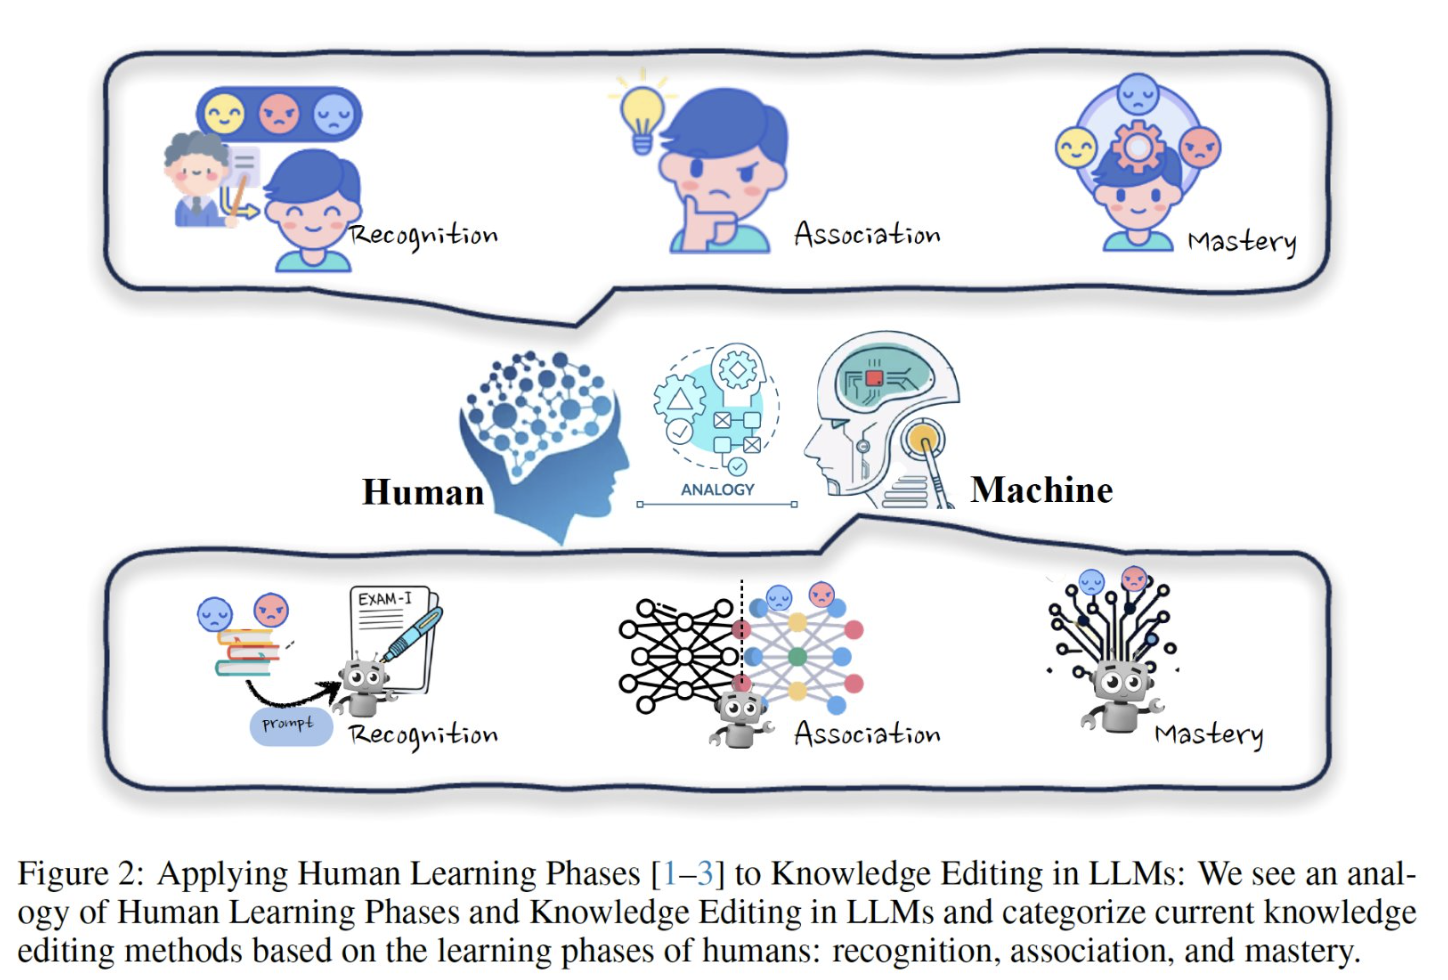 Recognition
Association
Mastery
Human
ANALOGY
Machine
EXAM-I
prompt
Recognition
Association
Mastery
Figure 2: Applying Human Learning Phases [1–3] to Knowledge Editing in LLMs: We see an anal-
ogy of Human Learning Phases and Knowledge Editing in LLMs and categorize current knowledge
editing methods based on the learning phases of humans: recognition, association, and mastery.